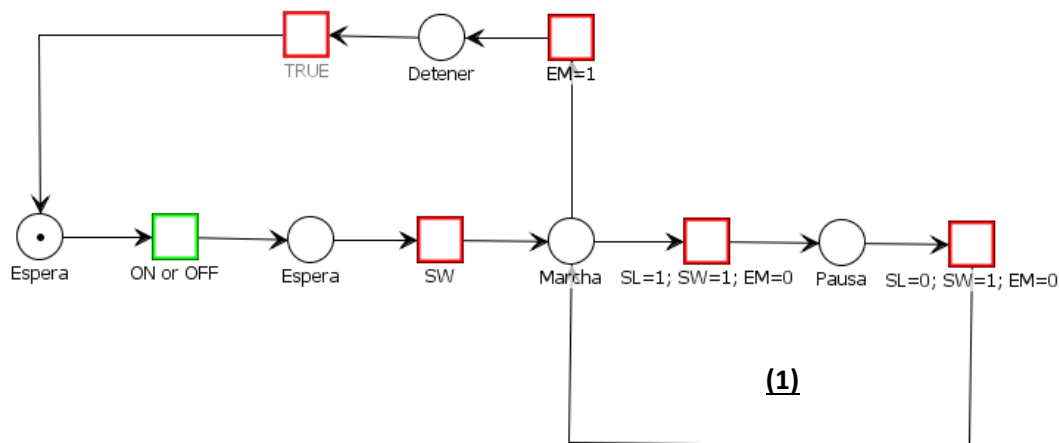 TRUE
Detener
EM=1
Espera
ON or OFF
Espera
SW
Marcha
SL=1; SW=1; EM=0
Pausa
SL=0; SW=1; EM=0
(1)